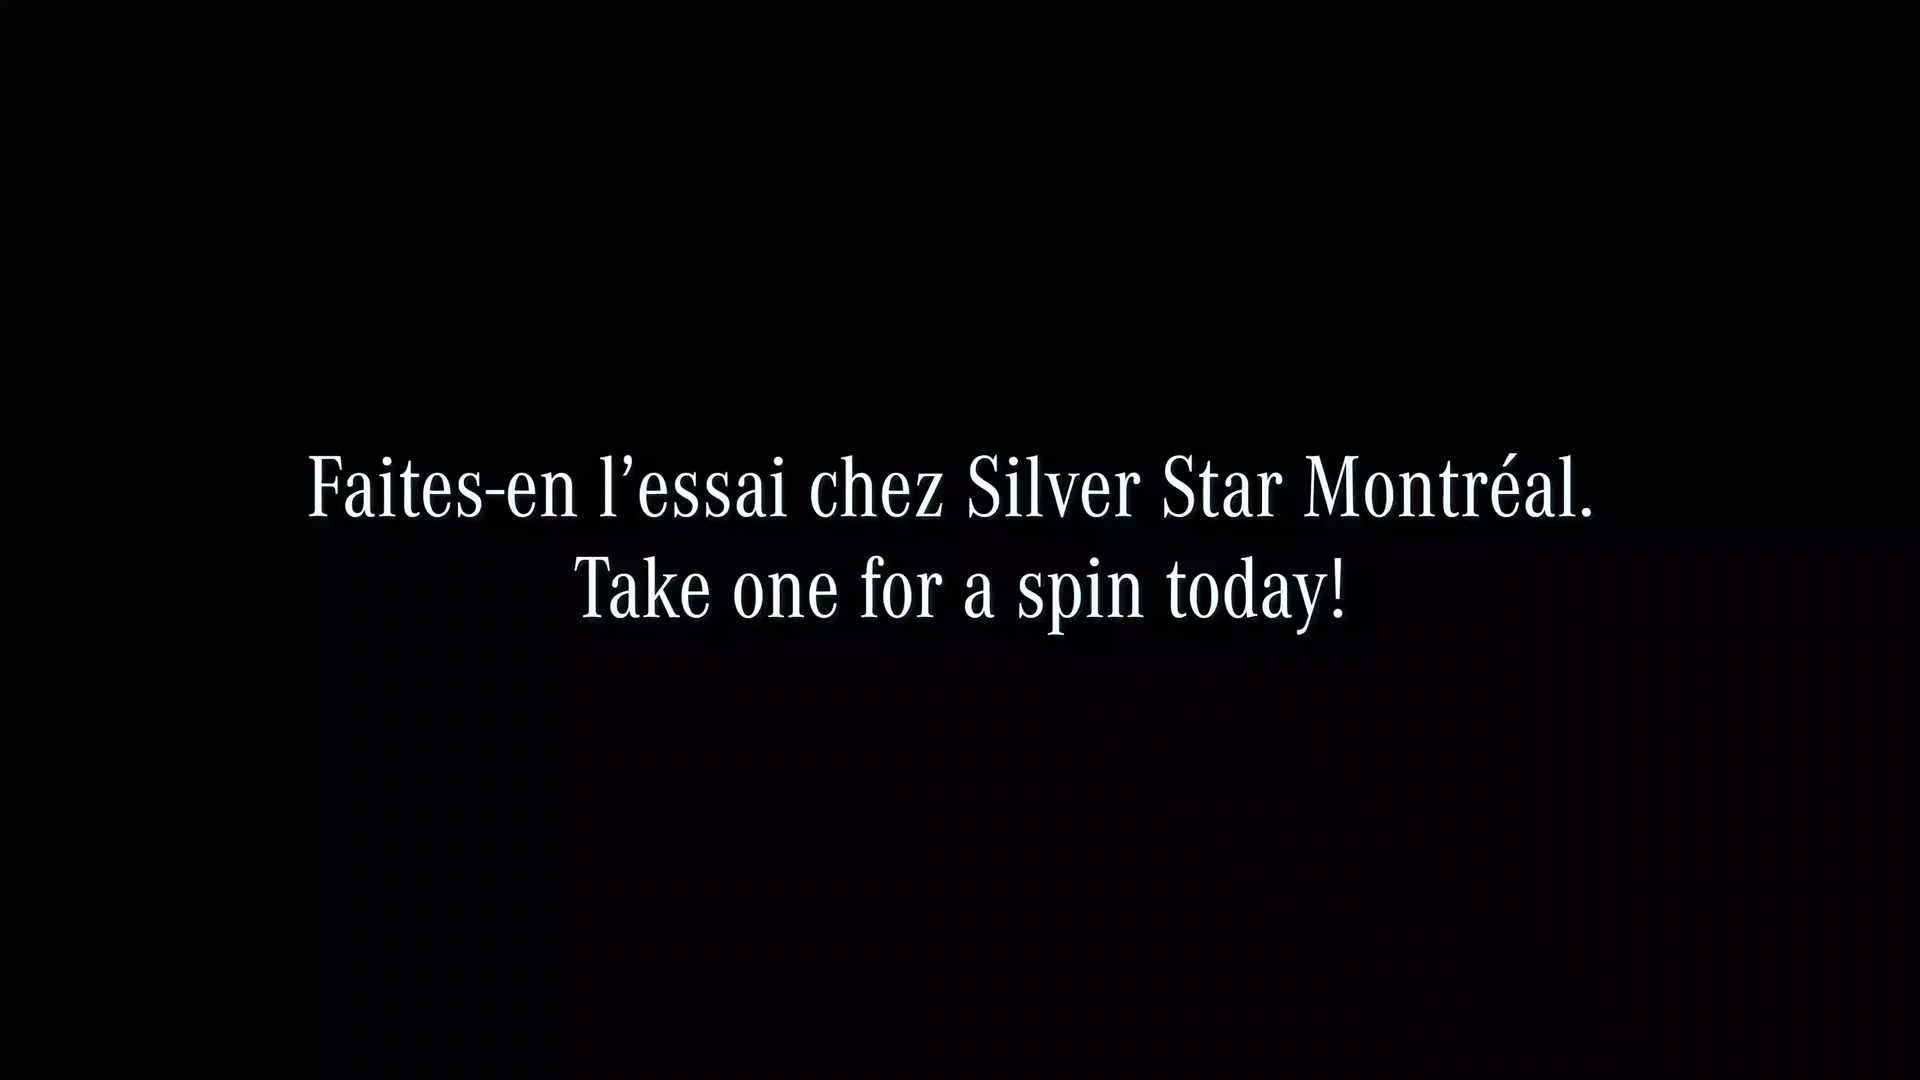 Faites-en l’essai chez Silver Star Montréal.
Take one for a spin today!